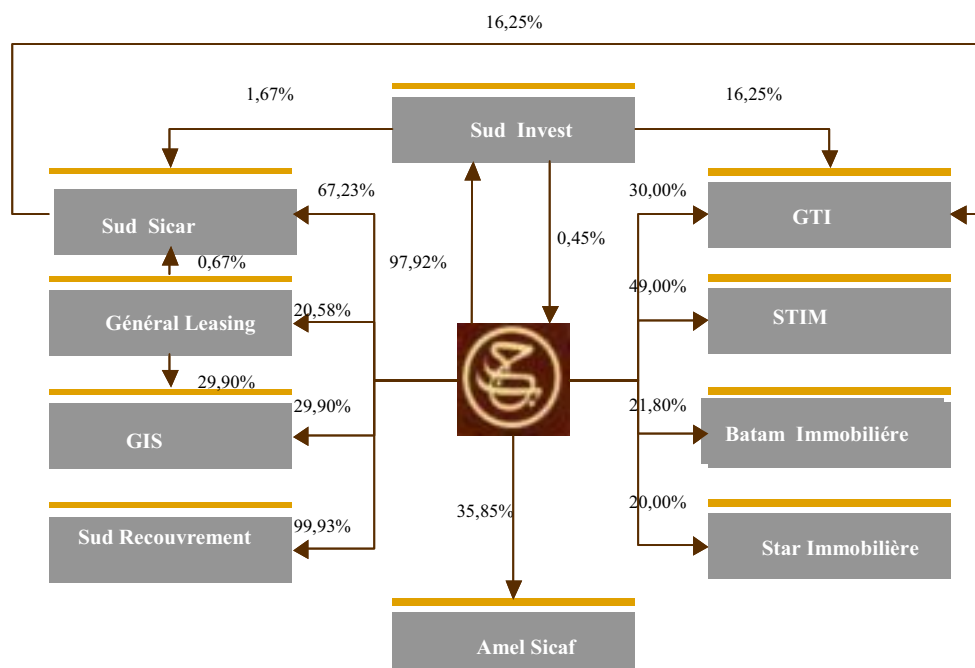 16,25%
1,67%
16,25%
Sud Invest
67,23%
30,00%
Sud Sicar
GTI
0,45%
0,67%
97,92%
49,00%
20,58%
Général Leasing
STIM
29,90%
29,90%
21,80%
GIS
Batam Immobiliére
99,93%
35,85%
20,00%
Sud Recouvrement
Star Immobilière
Amel Sicaf